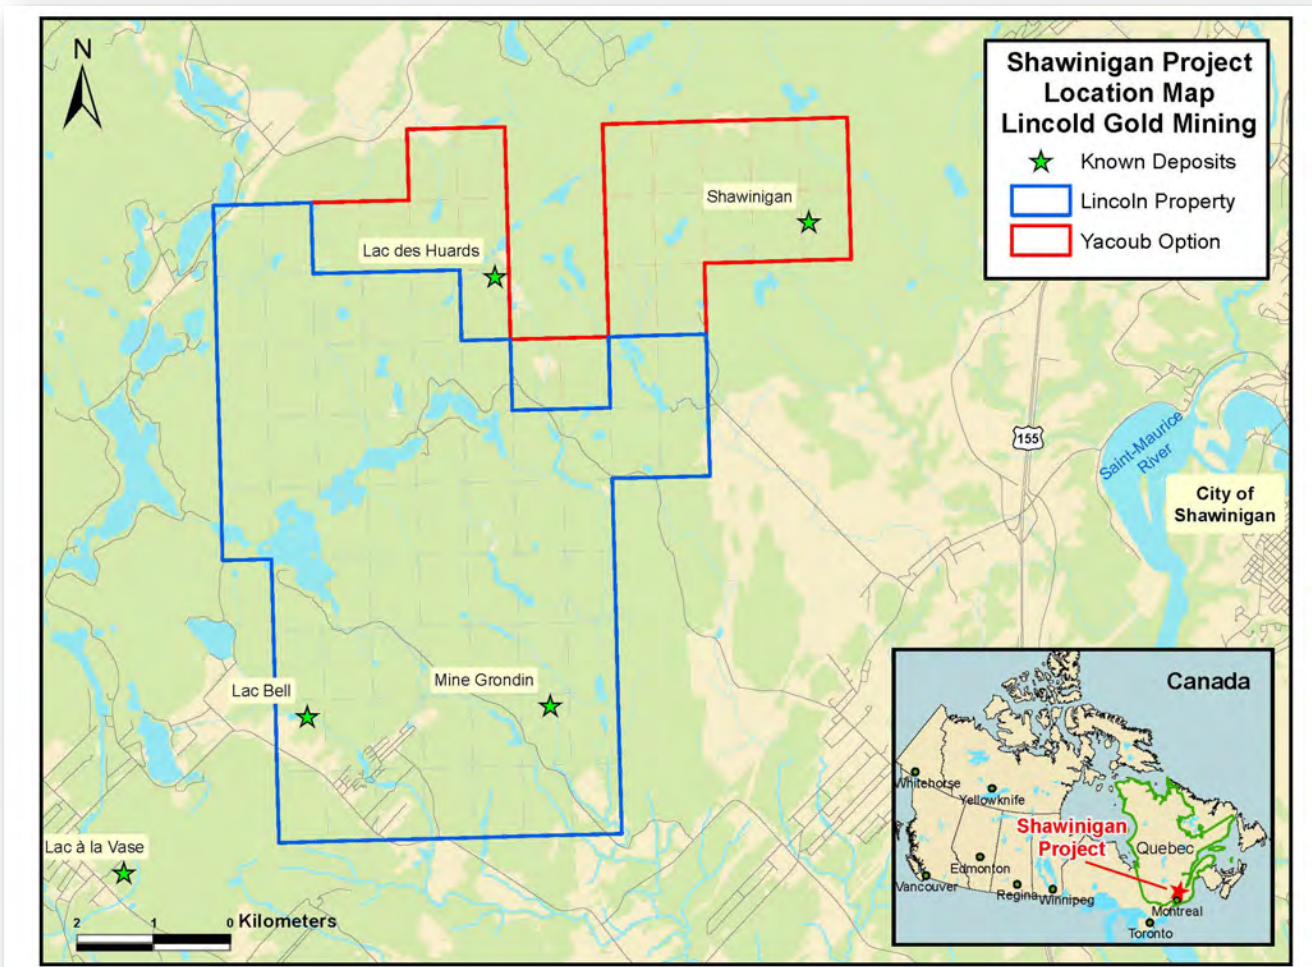 N
Shawinigan Project
Location Map
Lincold Gold Mining
Known Deposits
Lincoln Property
Yacoub Option
Shawinigan
Lac des Huards
155
Saint-Maurice
River
City of
Shawinigan
Mine Grondin
Lac Bell
Lac à la Vase
2 1 0 Kilometers
Canada
Whitehorse
Yellowknife
Shawinigan
Project
Quebec
Edmonton
Vancouver
Regina
Winnipeg
Montreal
Toronto